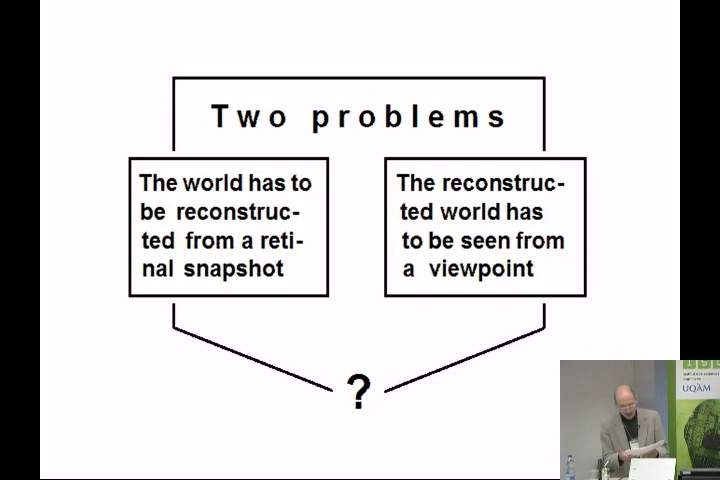 Two problems
The world has to
be reconstruc-
ted from a reti-
nal snapshot
The reconstruc-
ted world has
to be seen from
a viewpoint
?
UQÀM